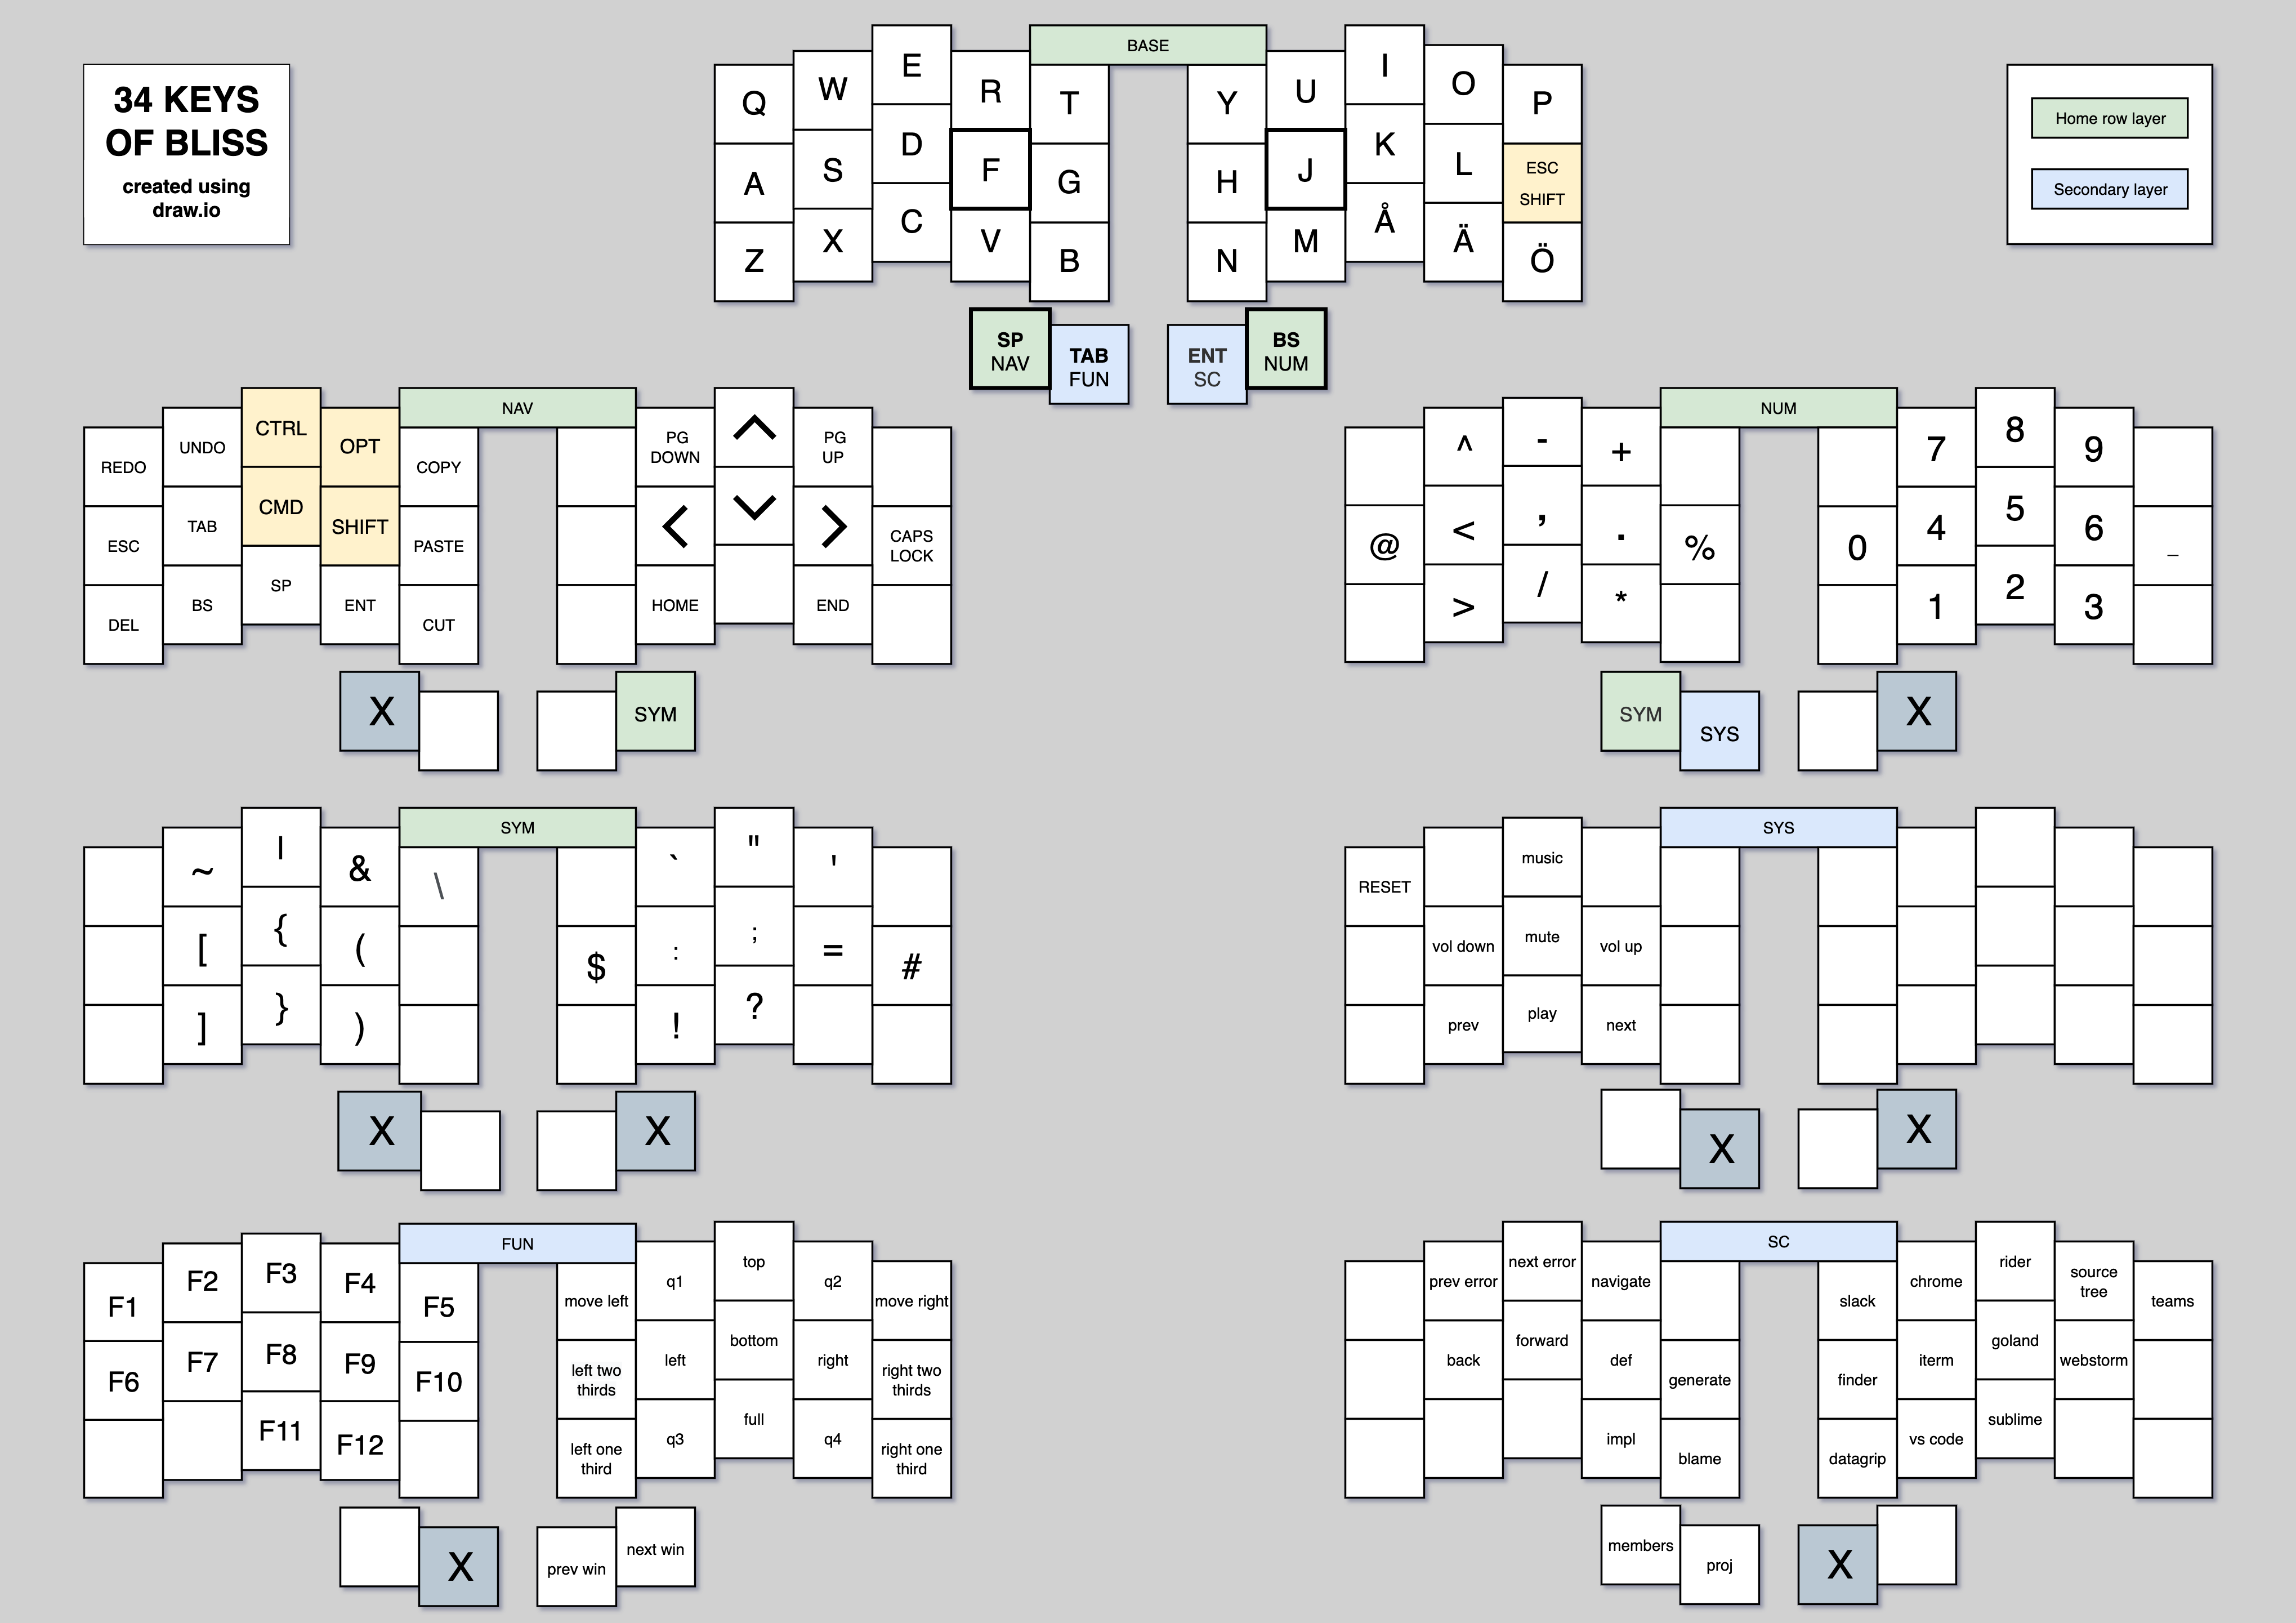 34 KEYS
OF BLISS
created using
draw.io
BASE
Q W E R T Y U I O P
A S D F G H J K L ESC
SHIFT
Z X C V B N M Å Ä Ö
SP
NAV
TAB
FUN
ENT
SC
BS
NUM
Home row layer
Secondary layer
NAV
REDO UNDO CTRL OPT COPY PG
DOWN
PG
UP
ESC TAB CMD SHIFT PASTE CAPS
LOCK
DEL BS SP ENT CUT HOME END
X SYM
NUM
^ - + 7 8 9
@ < , . % 0 4 5 6 _
> / * 1 2 3
SYM SYS X
SYM
~ | & \ ` " '
[ { ( $ : ; = #
] } ) ! ?
X X
SYS
RESET music
vol down mute vol up
prev play next
X X
FUN
F1 F2 F3 F4 F5 move left q1 top q2 move right
F6 F7 F8 F9 F10 left two
thirds
left bottom right right two
thirds
F11 F12 left one
third
q3 full q4 right one
third
X prev win next win
SC
prev error next error navigate slack chrome rider source
tree
teams
back forward def generate finder iterm goland webstorm
impl blame datagrip vs code sublime
members proj X